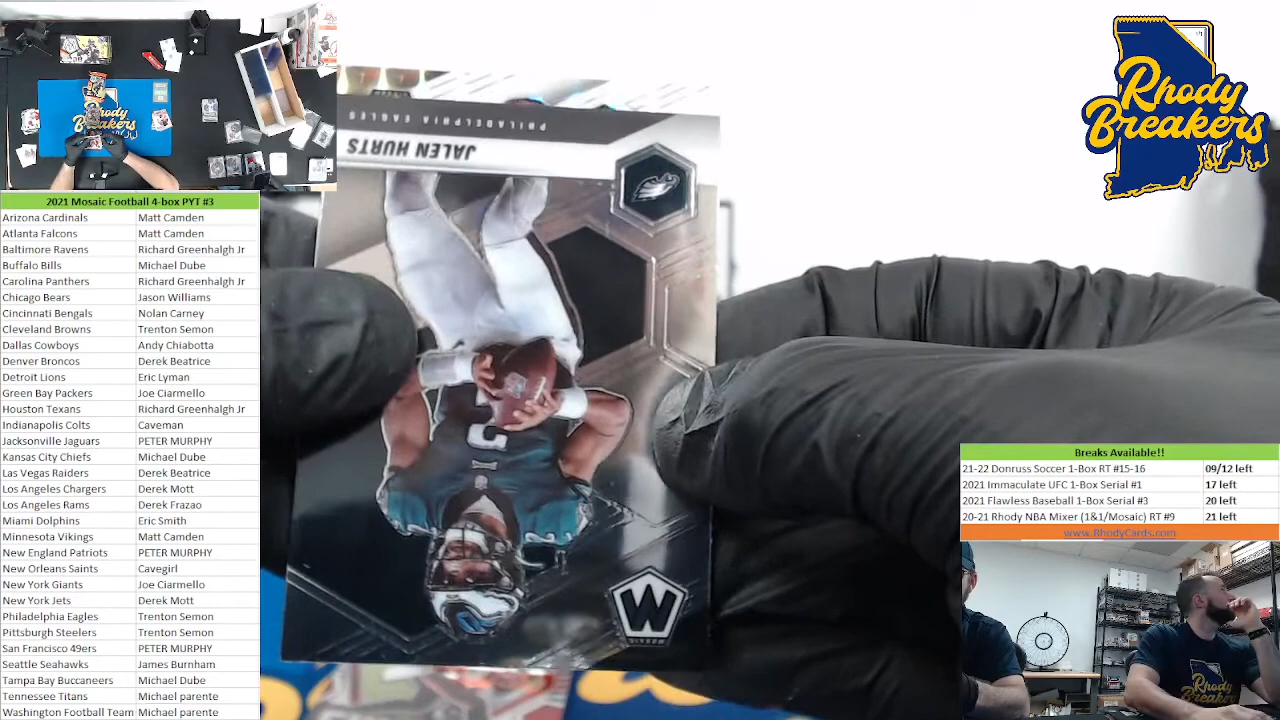 Rhody
Breakers
PHILADELPHIA EAGLES
JALEN HURTS
2021 Mosaic Football 4-box PYT #3
Arizona Cardinals Matt Camden
Atlanta Falcons Matt Camden
Baltimore Ravens Richard Greenhalgh Jr
Buffalo Bills Michael Dube
Carolina Panthers Richard Greenhalgh Jr
Chicago Bears Jason Williams
Cincinnati Bengals Nolan Carney
Cleveland Browns Trenton Semon
Dallas Cowboys Andy Chiabotta
Denver Broncos Derek Beatrice
Detroit Lions Eric Lyman
Green Bay Packers Joe Ciarmello
Houston Texans Richard Greenhalgh Jr
Indianapolis Colts Caveman
Jacksonville Jaguars PETER MURPHY
Kansas City Chiefs Michael Dube
Las Vegas Raiders Derek Beatrice
Los Angeles Chargers Derek Mott
Los Angeles Rams Derek Frazao
Miami Dolphins Eric Smith
Minnesota Vikings Matt Camden
New England Patriots PETER MURPHY
New Orleans Saints Cavegirl
New York Giants Joe Ciarmello
New York Jets Derek Mott
Philadelphia Eagles Trenton Semon
Pittsburgh Steelers Trenton Semon
San Francisco 49ers PETER MURPHY
Seattle Seahawks James Burnham
Tampa Bay Buccaneers Michael Dube
Tennessee Titans Michael parente
Washington Football Team Michael parente
MOSAIC
Breaks Available!!
21-22 Donruss Soccer 1-Box RT #15-16 09/12 left
2021 Immaculate UFC 1-Box Serial #1 17 left
2021 Flawless Baseball 1-Box Serial #3 20 left
20-21 Rhody NBA Mixer (1&1/Mosaic) RT #9 21 left
www.RhodyCards.com
Rhody
Breakers
Rhody
Breakers